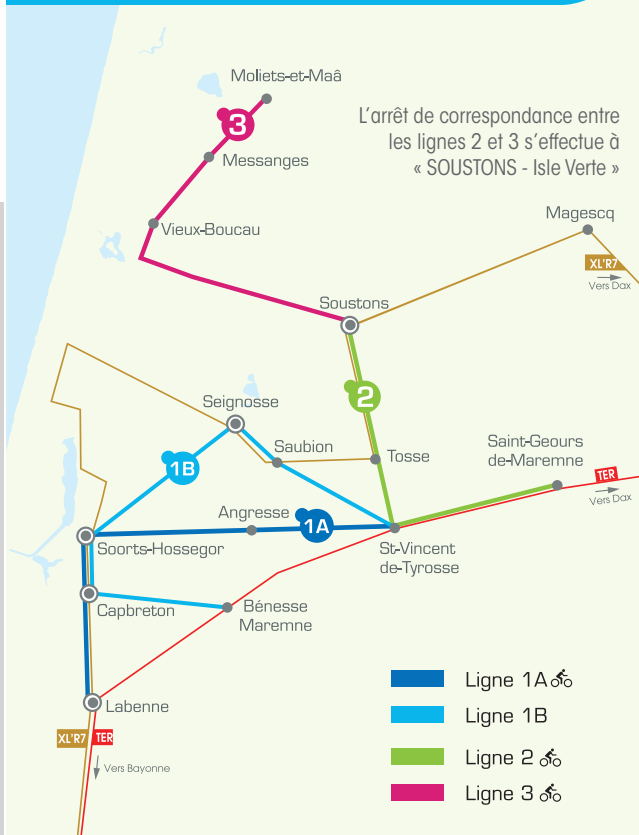 Moliets-et-Maâ
3
L'arrêt de correspondance entre
les lignes 2 et 3 s'effectue à
« SOUSTONS - Isle Verte »
Messanges
Vieux-Boucau
Magescq
XL'R7
Vers Dax
Soustons
2
Seignosse
1B
Saubion
Tosse
Saint-Geours
de-Maremne
TER
Vers Dax
Angresse
1A
Soorts-Hossegor
St-Vincent
de-Tyrosse
Capbreton
Bénesse
Maremne
Labenne
XL'R7 TER
Vers Bayonne
Ligne 1A
Ligne 1B
Ligne 2
Ligne 3